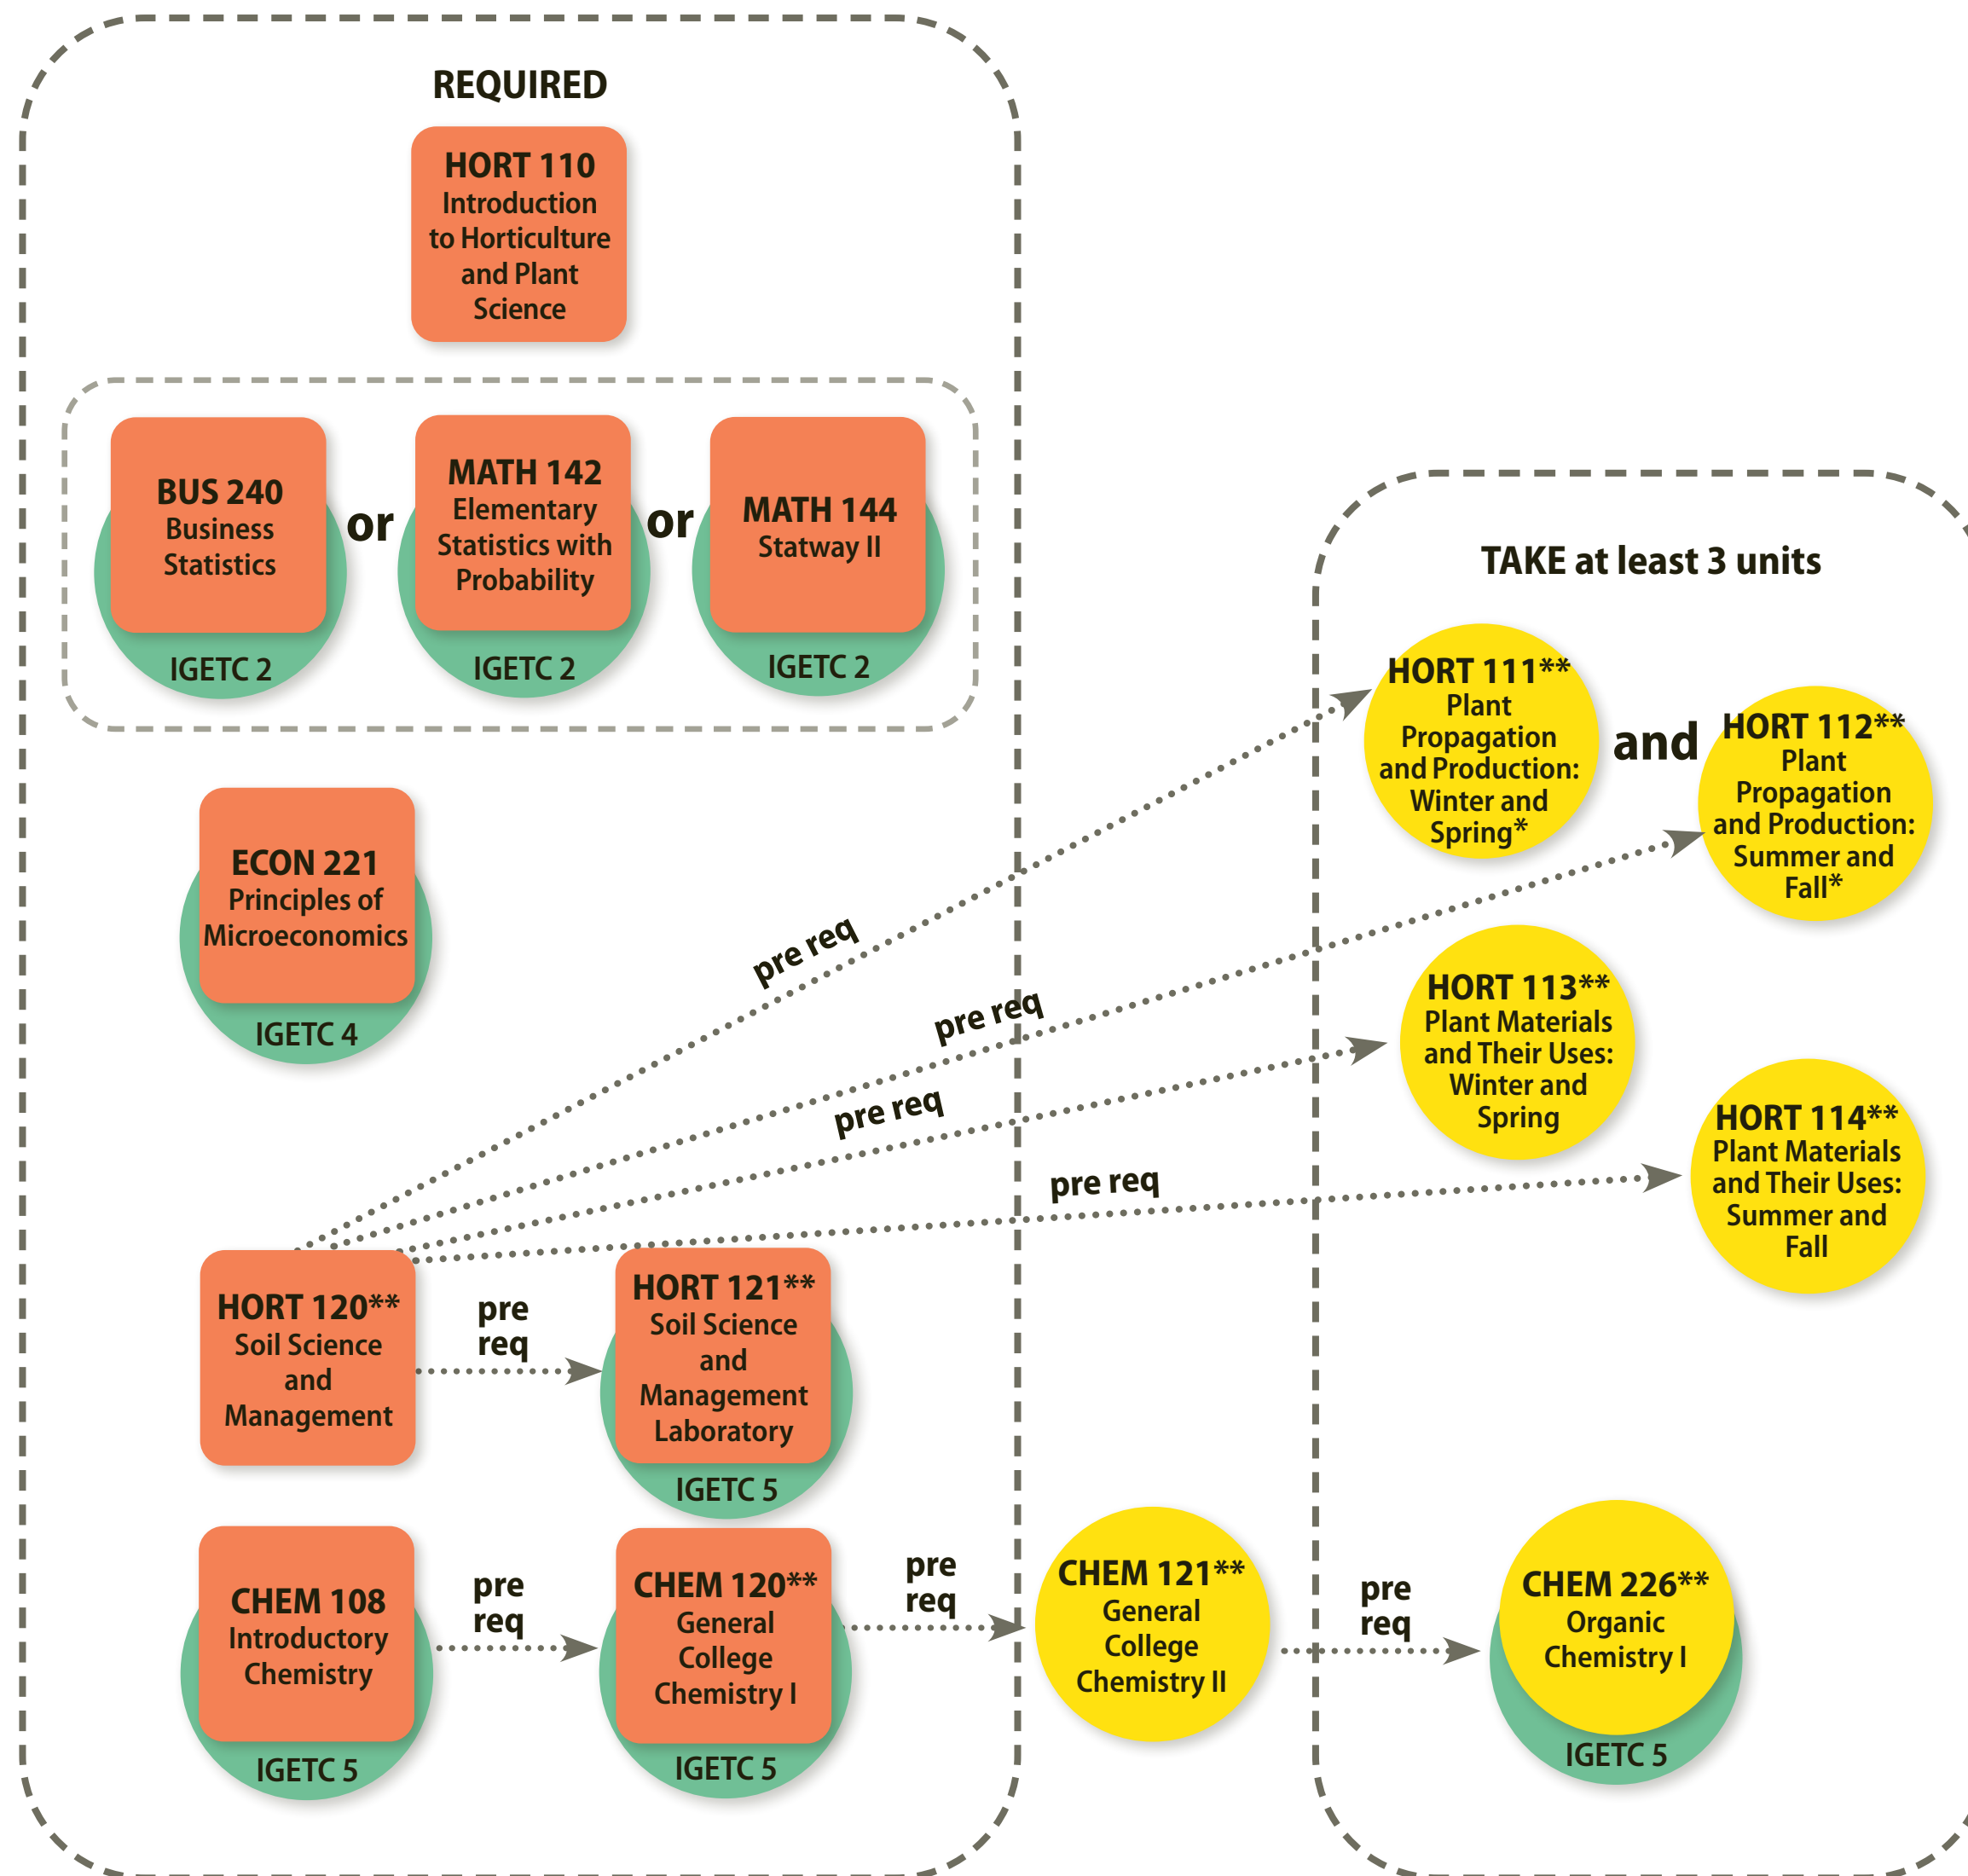 REQUIRED
HORT 110
Introduction
to Horticulture
and Plant
Science
BUS 240
Business
Statistics
IGETC 2
or
MATH 142
Elementary
Statistics with
Probability
IGETC 2
or
MATH 144
Statway II
IGETC 2
ECON 221
Principles of
Microeconomics
IGETC 4
pre req
pre req
pre req
pre req
HORT 120**
Soil Science
and
Management
pre
req
HORT 121**
Soil Science
and
Management
Laboratory
IGETC 5
CHEM 108
Introductory
Chemistry
IGETC 5
pre
req
CHEM 120**
General
College
Chemistry I
IGETC 5
pre
req
CHEM 121**
General
College
Chemistry II
pre
req
TAKE at least 3 units
HORT 111**
Plant
Propagation
and Production:
Winter and
Spring*
and
HORT 112**
Plant
Propagation
and Production:
Summer and
Fall*
HORT 113**
Plant Materials
and Their Uses:
Winter and
Spring
HORT 114**
Plant Materials
and Their Uses:
Summer and
Fall
CHEM 226**
Organic
Chemistry I
IGETC 5